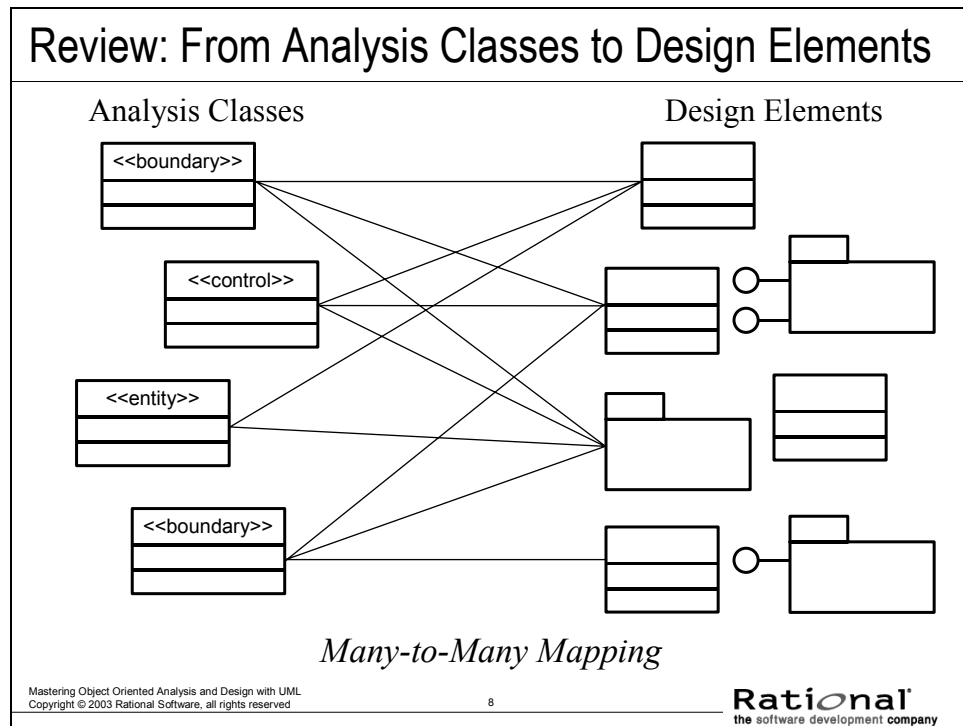 Review: From Analysis Classes to Design Elements
Analysis Classes
Design Elements
<<boundary>>
<<control>>
<<entity>>
<<boundary>>
Many-to-Many Mapping
Mastering Object Oriented Analysis and Design with UML
Copyright © 2003 Rational Software, all rights reserved
8
Rational
the software development company